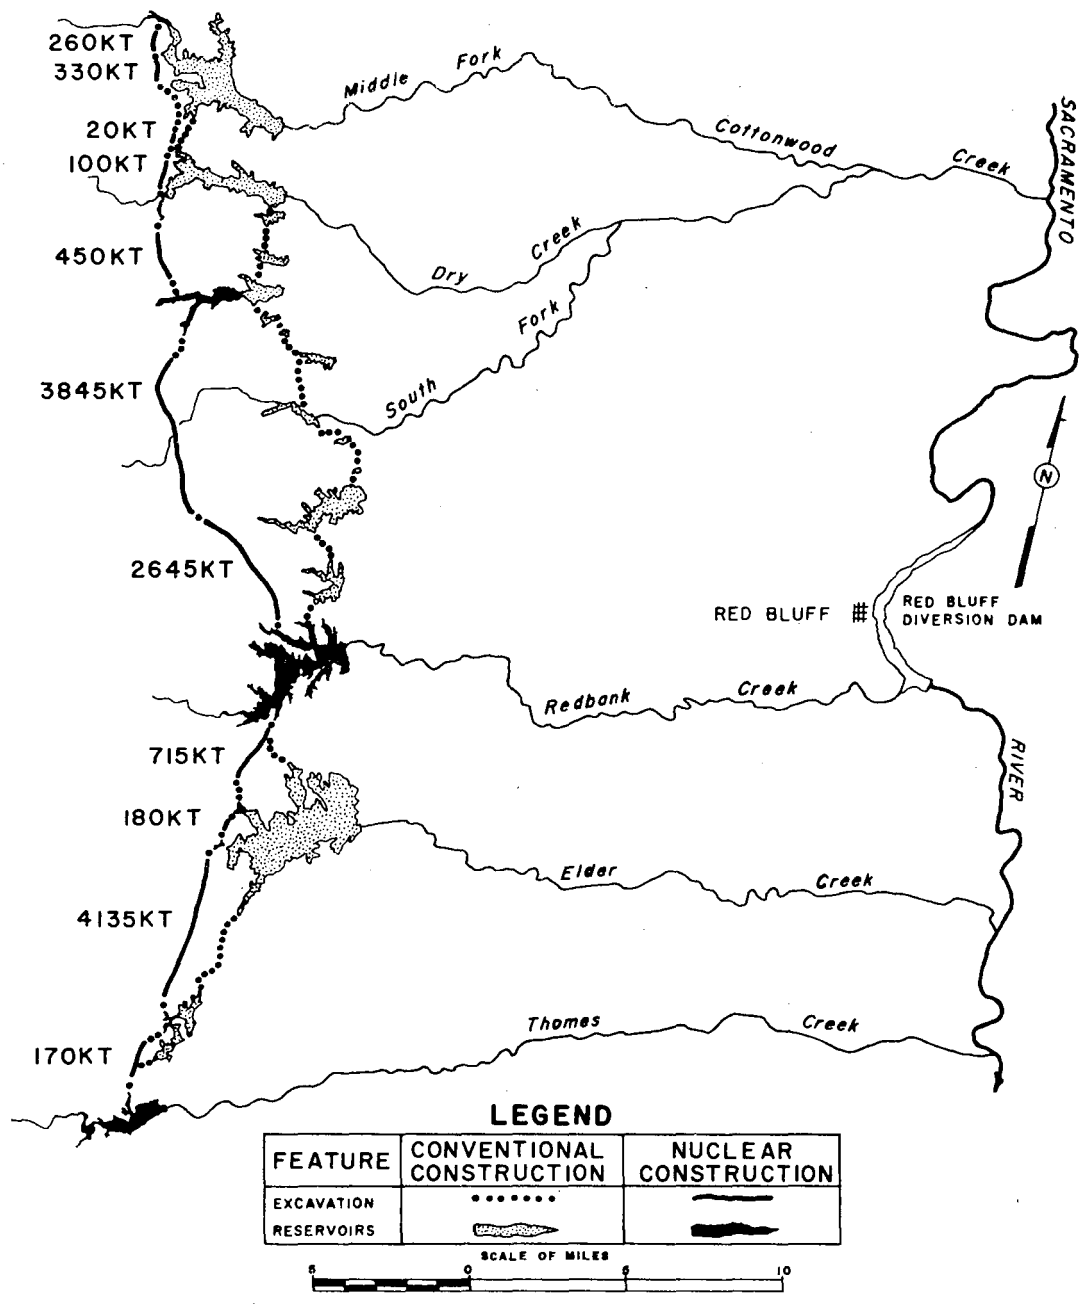 260KT
330KT
20KT
100KT
450KT
3845KT
2645KT
715KT
180KT
4135KT
170KT
Middle Fork
Cottonwood Creek
Dry Creek
South Fork
SACRAMENTO
RIVER
N
RED BLUFF
RED BLUFF
DIVERSION DAM
Redbank Creek
Elder Creek
Thomes Creek
LEGEND
FEATURE
CONVENTIONAL
CONSTRUCTION
NUCLEAR
CONSTRUCTION
EXCAVATION
RESERVOIRS
SCALE OF MILES
5 0 5 10